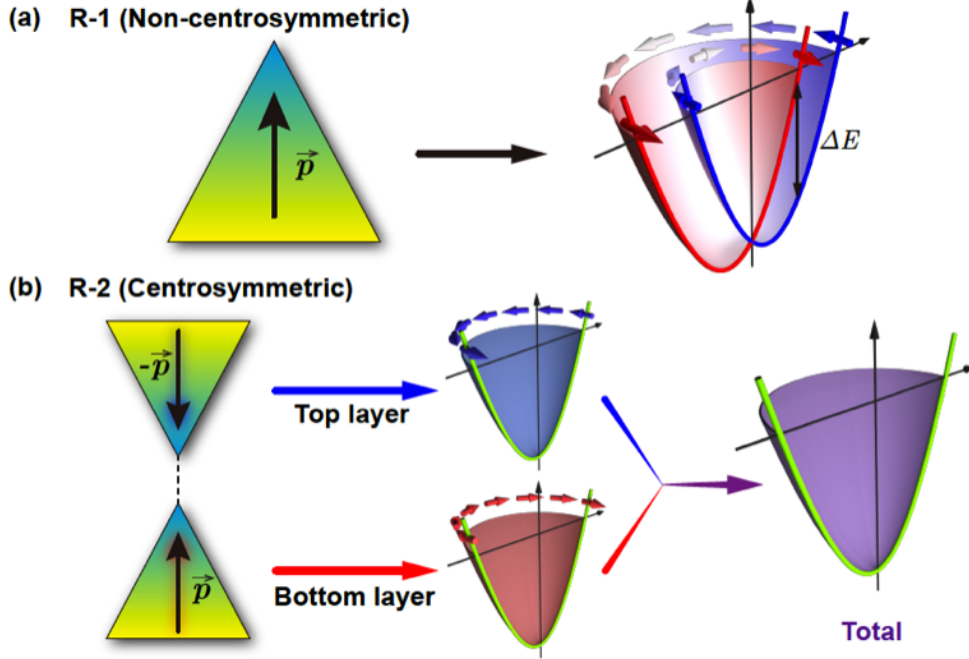 (a) R-1 (Non-centrosymmetric)
p⃗
ΔE
(b) R-2 (Centrosymmetric)
-p⃗
Top layer
p⃗
Bottom layer
Total